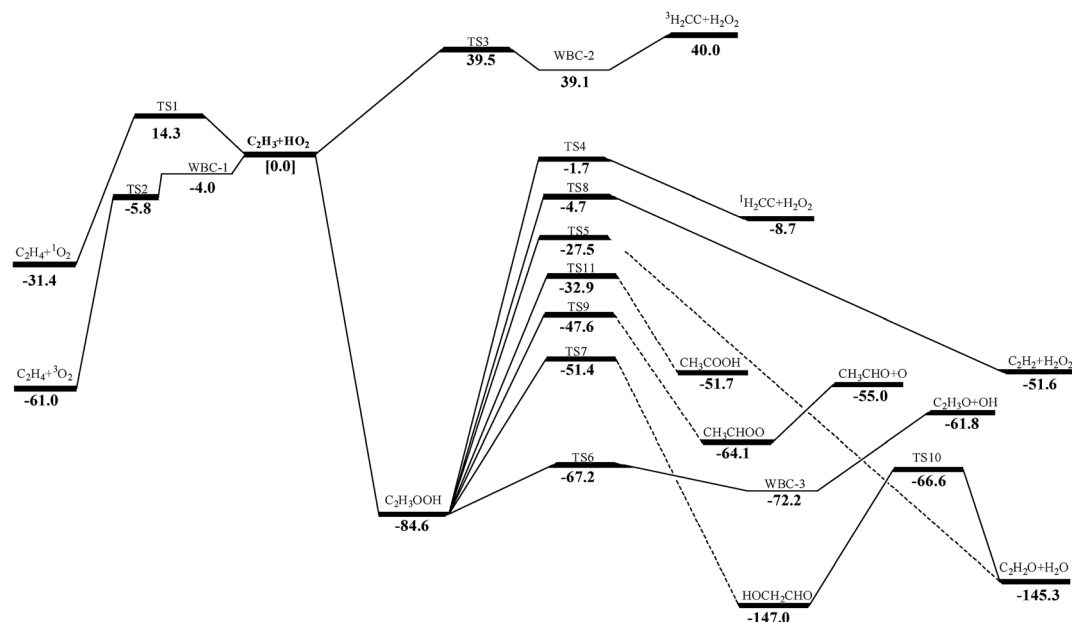 ³H₂CC+H₂O₂
40.0
TS3
39.5
WBC-2
39.1
TS1
14.3
C₂H₃+HO₂
[0.0]
WBC-1
-4.0
TS2
-5.8
C₂H₄+¹O₂
-31.4
C₂H₄+³O₂
-61.0
TS4
-1.7
¹H₂CC+H₂O₂
-8.7
TS8
-4.7
TS5
-27.5
TS11
-32.9
TS9
-47.6
TS7
-51.4
CH₃COOH
-51.7
CH₃CHO+O
-55.0
C₂H₂+H₂O₂
-51.6
C₂H₃O+OH
-61.8
CH₃CHOO
-64.1
TS6
-67.2
WBC-3
-72.2
TS10
-66.6
C₂H₃OOH
-84.6
HOCH₂CHO
-147.0
C₂H₂O+H₂O
-145.3